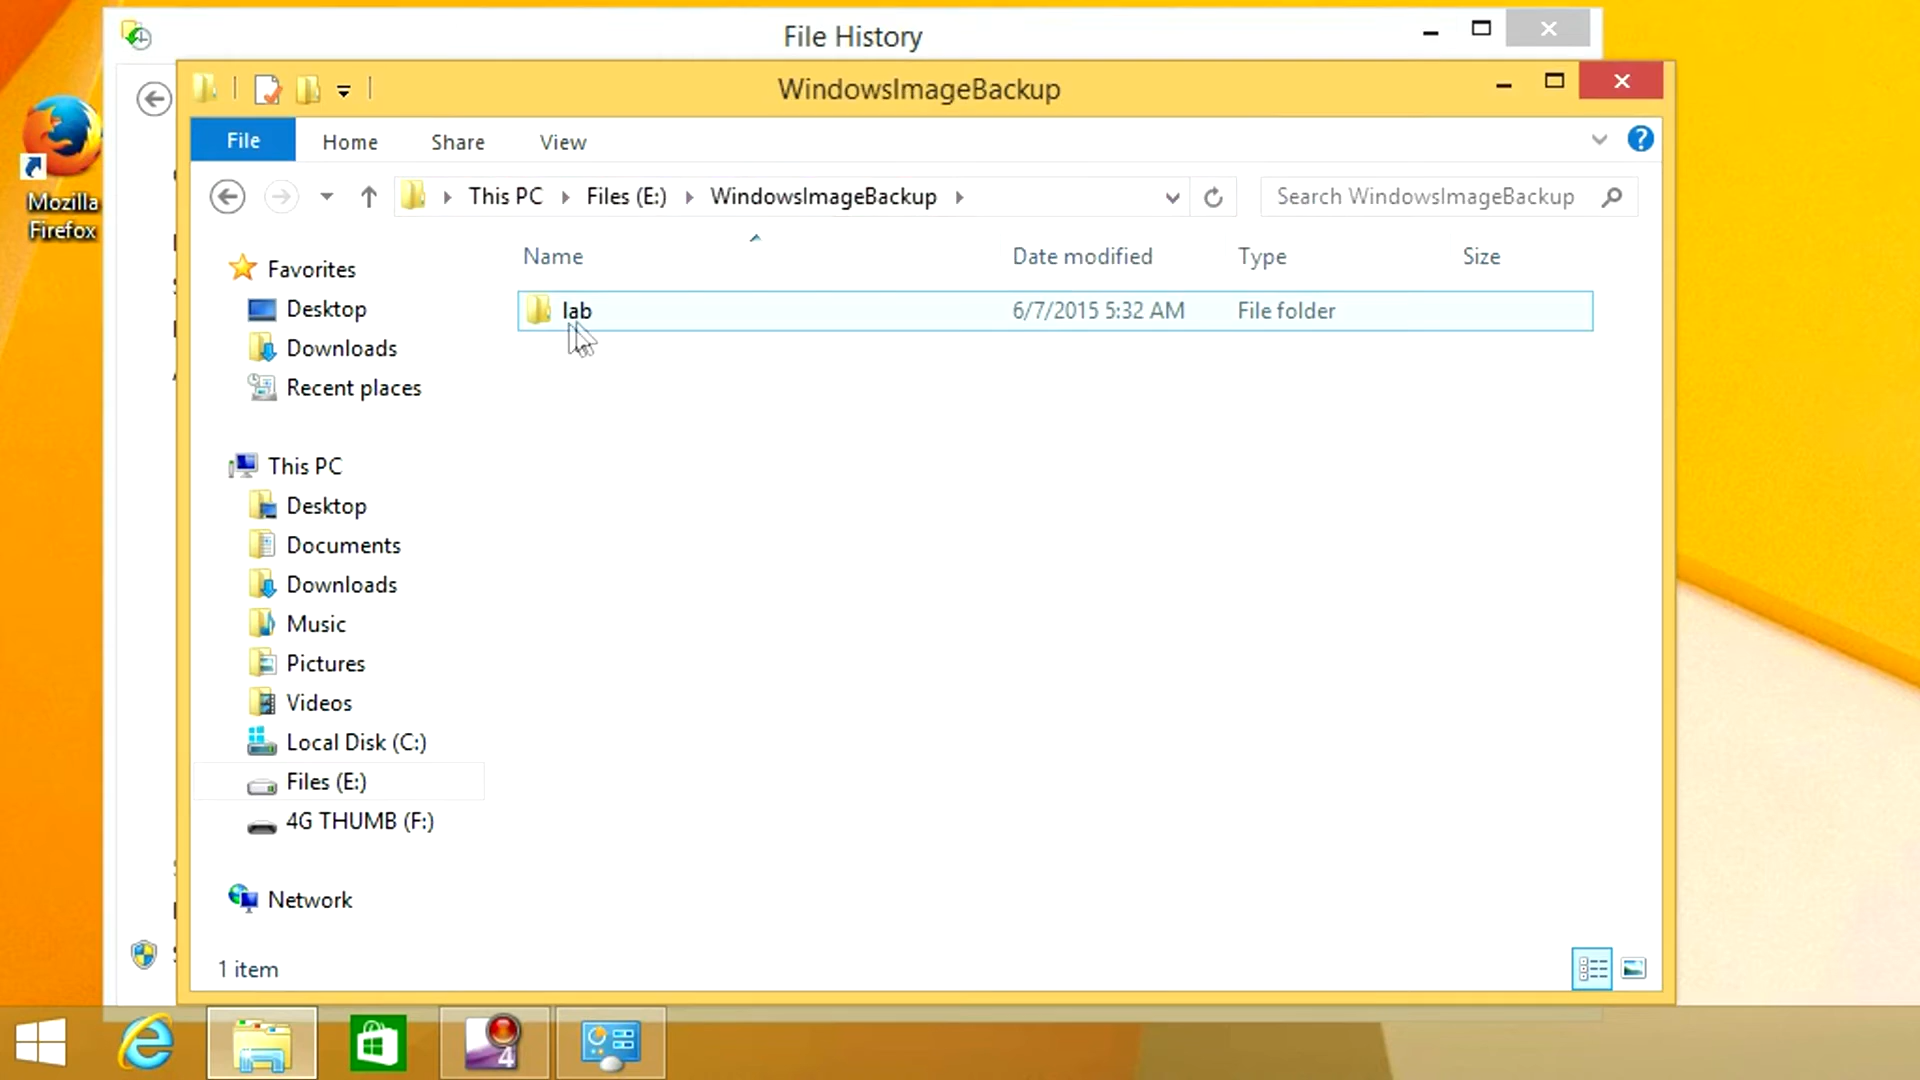 File History
WindowsImageBackup
File
Home
Share
View
This PC
Files (E:)
WindowsImageBackup
Search WindowsImageBackup
Mozilla
Firefox
Name
Date modified
Type
Size
lab
6/7/2015 5:32 AM
File folder
Favorites
Desktop
Downloads
Recent places
This PC
Desktop
Documents
Downloads
Music
Pictures
Videos
Local Disk (C:)
Files (E:)
4G THUMB (F:)
Network
1 item
4